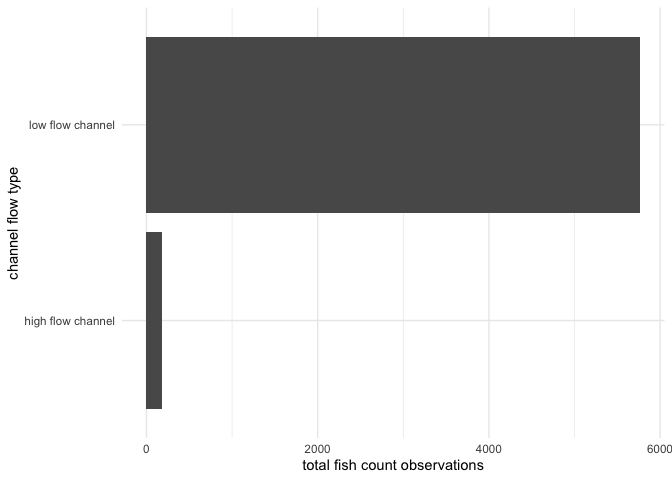 channel flow type
low flow channel
high flow channel
0 2000 4000 6000
total fish count observations